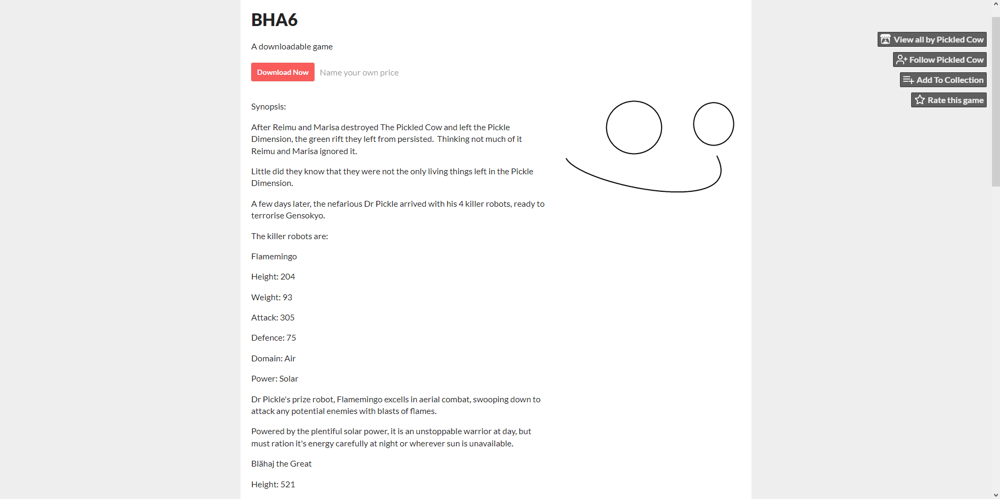 BHA6
A downloadable game
Download Now Name your own price
View all by Pickled Cow
Follow Pickled Cow
Add To Collection
Rate this game
Synopsis:
After Reimu and Marisa destroyed The Pickled Cow and left the Pickle
Dimension, the green rift they left from persisted.  Thinking not much of it
Reimu and Marisa ignored it.
Little did they know that they were not the only living things left in the Pickle
Dimension.
A few days later, the nefarious Dr Pickle arrived with his 4 killer robots, ready to
terrorise Gensokyo.
The killer robots are:
Flamemingo
Height: 204
Weight: 93
Attack: 305
Defence: 75
Domain: Air
Power: Solar
Dr Pickle's prize robot, Flamemingo excells in aerial combat, swooping down to
attack any potential enemies with blasts of flames.
Powered by the plentiful solar power, it is an unstoppable warrior at day, but
must ration it's energy carefully at night or wherever sun is unavailable.
Blähaj the Great
Height: 521